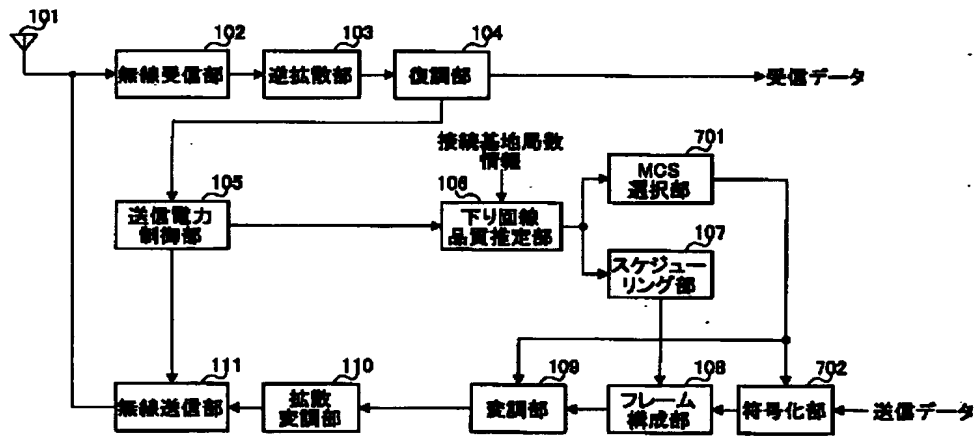 101
102
103
104
無線受信部
逆拡散部
復調部
受信データ
接続基地局数
情報
701
MCS
選択部
105
送信電力
制御部
106
下り回線
品質推定部
107
スケジュー
リング部
111
無線送信部
110
拡散
変調部
109
変調部
108
フレーム
構成部
702
符号化部
送信データ